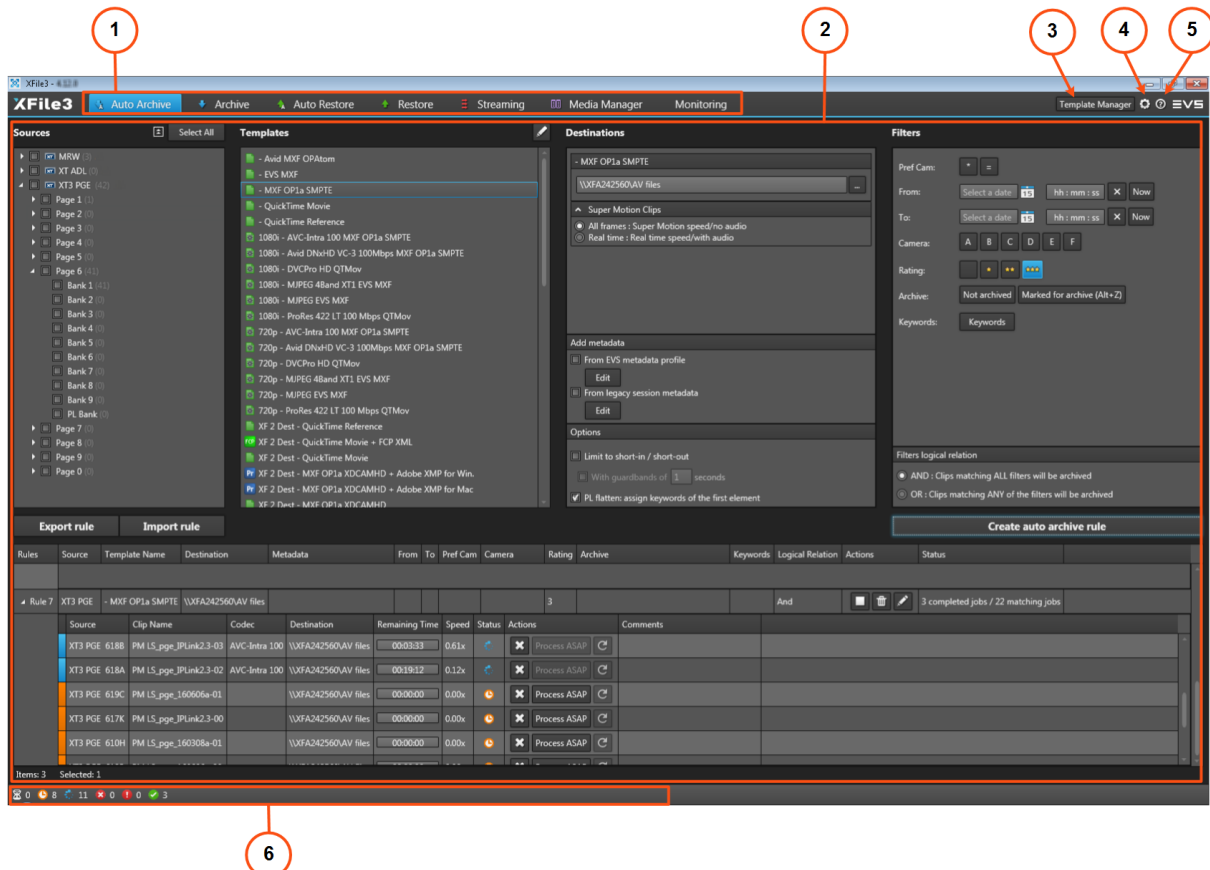 1
2
3
4
5
XFile3 -
XFile3 Auto Archive Archive Auto Restore Restore Streaming Media Manager Monitoring Template Manager EVS
Sources Select All
MRW (3)
XT ADL (0)
XT3 PGE (42)
Page 1 (1)
Page 2 (0)
Page 3 (0)
Page 4 (0)
Page 5 (0)
Page 6 (41)
Bank 1 (41)
Bank 2 (0)
Bank 3 (0)
Bank 4 (0)
Bank 5 (0)
Bank 6 (0)
Bank 7 (0)
Bank 8 (0)
Bank 9 (0)
PL Bank (0)
Page 7 (0)
Page 8 (0)
Page 9 (0)
Page 0 (0)
Templates
- Avid MXF OPAtom
- EVS MXF
- MXF OP1a SMPTE
- QuickTime Movie
- QuickTime Reference
1080i - AVC-Intra 100 MXF OP1a SMPTE
1080i - Avid DNxHD VC-3 100Mbps MXF OP1a SMPTE
1080i - DVCPro HD QTMov
1080i - MJPEG 4Band XT1 EVS MXF
1080i - MJPEG EVS MXF
1080i - ProRes 422 LT 100 Mbps QTMov
720p - AVC-Intra 100 MXF OP1a SMPTE
720p - Avid DNxHD VC-3 100Mbps MXF OP1a SMPTE
720p - DVCPro HD QTMov
720p - MJPEG 4Band XT1 EVS MXF
720p - MJPEG EVS MXF
720p - ProRes 422 LT 100 Mbps QTMov
XF 2 Dest - QuickTime Reference
FCP XF 2 Dest - QuickTime Movie + FCP XML
XF 2 Dest - QuickTime Movie
Pr XF 2 Dest - MXF OP1a XDCAMHD + Adobe XMP for Win.
Pr XF 2 Dest - MXF OP1a XDCAMHD + Adobe XMP for Mac
XF 2 Dest - MXF OP1a XDCAMHD
Destinations
- MXF OP1a SMPTE
\\XFA242560\AV files ...
Super Motion Clips
All frames : Super Motion speed/no audio
Real time : Real time speed/with audio
Add metadata
From EVS metadata profile
Edit
From legacy session metadata
Edit
Options
Limit to short-in / short-out
With guardbands of 1 seconds
PL flatten: assign keywords of the first element
Filters
Pref Cam: * =
From: Select a date 15 hh : mm : ss X Now
To: Select a date 15 hh : mm : ss X Now
Camera: A B C D E F
Rating:
Archive: Not archived Marked for archive (Alt+Z)
Keywords: Keywords
Filters logical relation
AND : Clips matching ALL filters will be archived
OR : Clips matching ANY of the filters will be archived
Export rule Import rule Create auto archive rule
Rules Source Template Name Destination Metadata From To Pref Cam Camera Rating Archive Keywords Logical Relation Actions Status
Rule 7 XT3 PGE - MXF OP1a SMPTE \\XFA242560\AV files 3 And 3 completed jobs / 22 matching jobs
Source Clip Name Codec Destination Remaining Time Speed Status Actions Comments
XT3 PGE 618B PM LS_pge_IPLink2.3-03 AVC-Intra 100 \\XFA242560\AV files 00:03:33 0.61x Process ASAP
XT3 PGE 618A PM LS_pge_IPLink2.3-02 AVC-Intra 100 \\XFA242560\AV files 00:19:12 0.12x Process ASAP
XT3 PGE 619C PM LS_pge_160606a-01 \\XFA242560\AV files 00:00:00 0.00x Process ASAP
XT3 PGE 617K PM LS_pge_IPLink2.3-00 \\XFA242560\AV files 00:00:00 0.00x Process ASAP
XT3 PGE 610H PM LS_pge_160308a-01 \\XFA242560\AV files 00:00:00 0.00x Process ASAP
Items: 3 Selected: 1
0 8 11 0 0 3
6